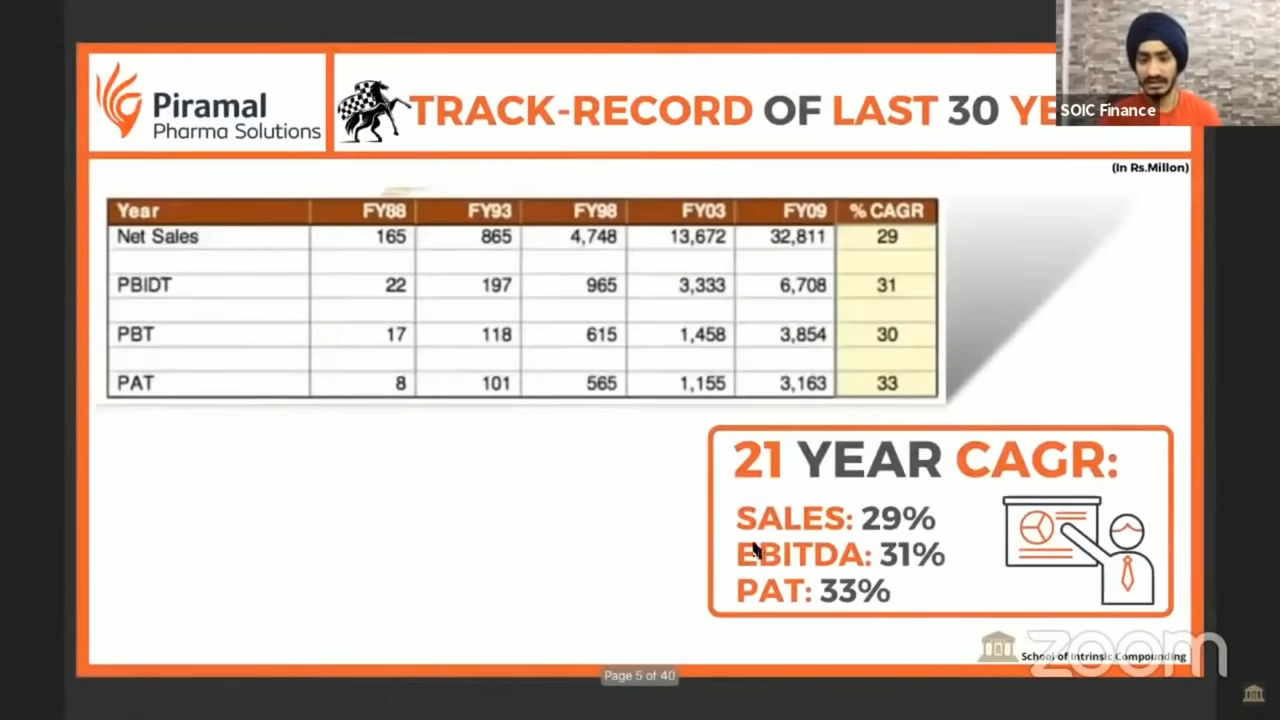 Piramal
Pharma Solutions
TRACK-RECORD OF LAST 30 YE
SOIC Finance
(In Rs.Millon)
Year FY88 FY93 FY98 FY03 FY09 % CAGR
Net Sales 165 865 4,748 13,672 32,811 29
PBIDT 22 197 965 3,333 6,708 31
PBT 17 118 615 1,458 3,854 30
PAT 8 101 565 1,155 3,163 33
21 YEAR CAGR:
SALES: 29%
EBITDA: 31%
PAT: 33%
School of Intrinsic Compounding
zoom
Page 5 of 40